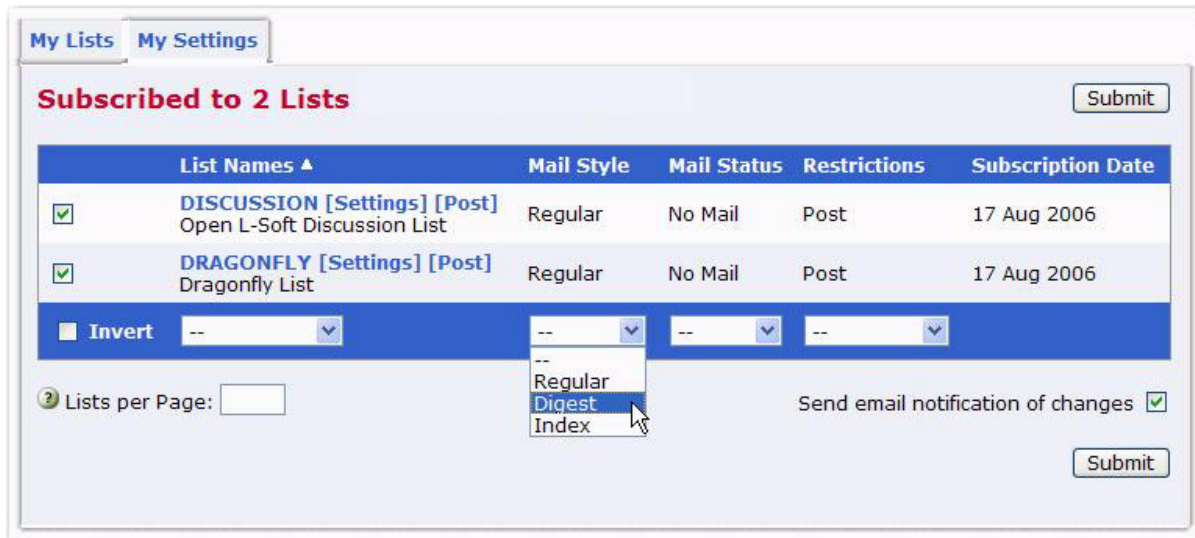 My Lists My Settings
Subscribed to 2 Lists Submit
List Names ▲ Mail Style Mail Status Restrictions Subscription Date
DISCUSSION [Settings] [Post]
Open L-Soft Discussion List Regular No Mail Post 17 Aug 2006
DRAGONFLY [Settings] [Post]
Dragonfly List Regular No Mail Post 17 Aug 2006
Invert -- -- -- --
--
Regular
Digest
Index
? Lists per Page: Send email notification of changes
Submit